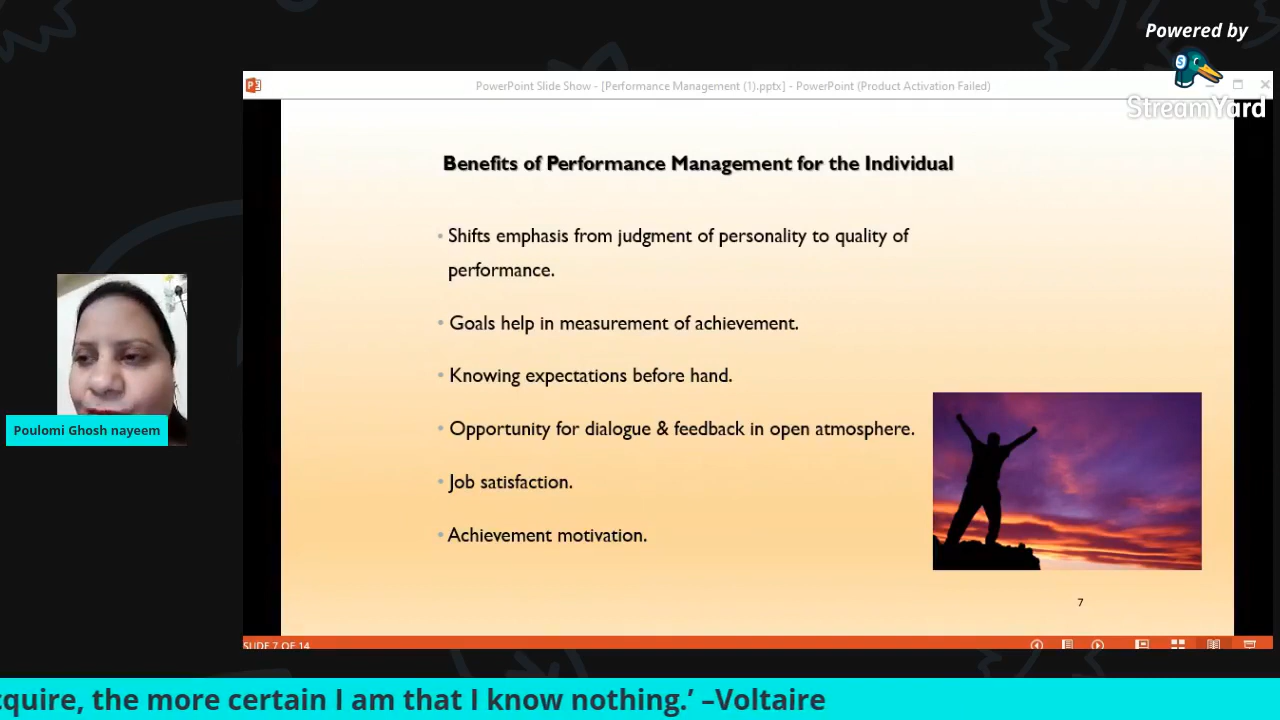 Powered by
S
StreamYard
P3
PowerPoint Slide Show - [Performance Management (1).pptx] - PowerPoint (Product Activation Failed)
Benefits of Performance Management for the Individual
• Shifts emphasis from judgment of personality to quality of
performance.
• Goals help in measurement of achievement.
• Knowing expectations before hand.
• Opportunity for dialogue & feedback in open atmosphere.
• Job satisfaction.
• Achievement motivation.
7
Poulomi Ghosh nayeem
SLIDE 7 OF 14
cquire, the more certain I am that I know nothing.’ –Voltaire